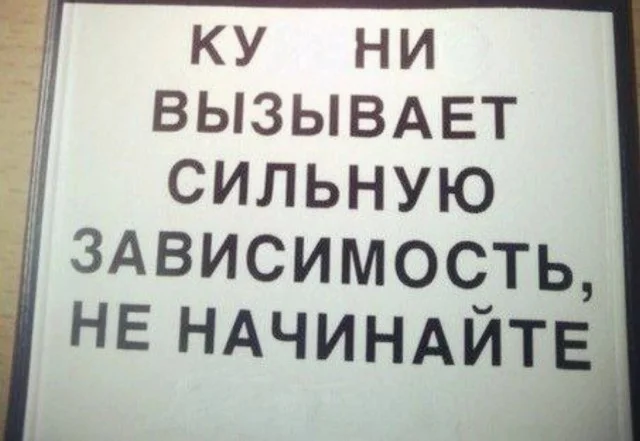 КУ НИ
ВЫЗЫВАЕТ
СИЛЬНУЮ
ЗАВИСИМОСТЬ,
НЕ НАЧИНАЙТЕ